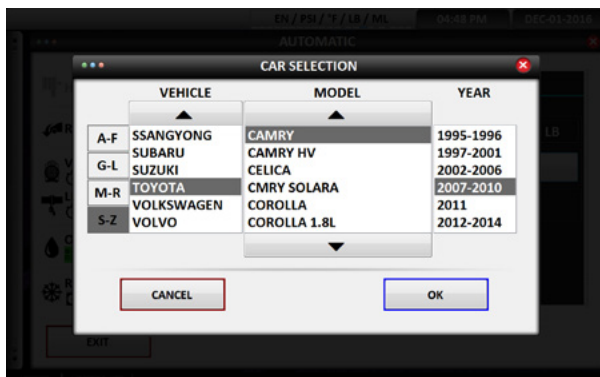 EN / PSI / °F / LB / ML 04:48 PM DEC-01-2016
AUTOMATIC
CAR SELECTION
VEHICLE MODEL YEAR
A-F
G-L
M-R
S-Z
SSANGYONG CAMRY 1995-1996
SUBARU CAMRY HV 1997-2001
SUZUKI CELICA 2002-2006
TOYOTA CMRY SOLARA 2007-2010
VOLKSWAGEN COROLLA 2011
VOLVO COROLLA 1.8L 2012-2014
LB
CANCEL OK
EXIT